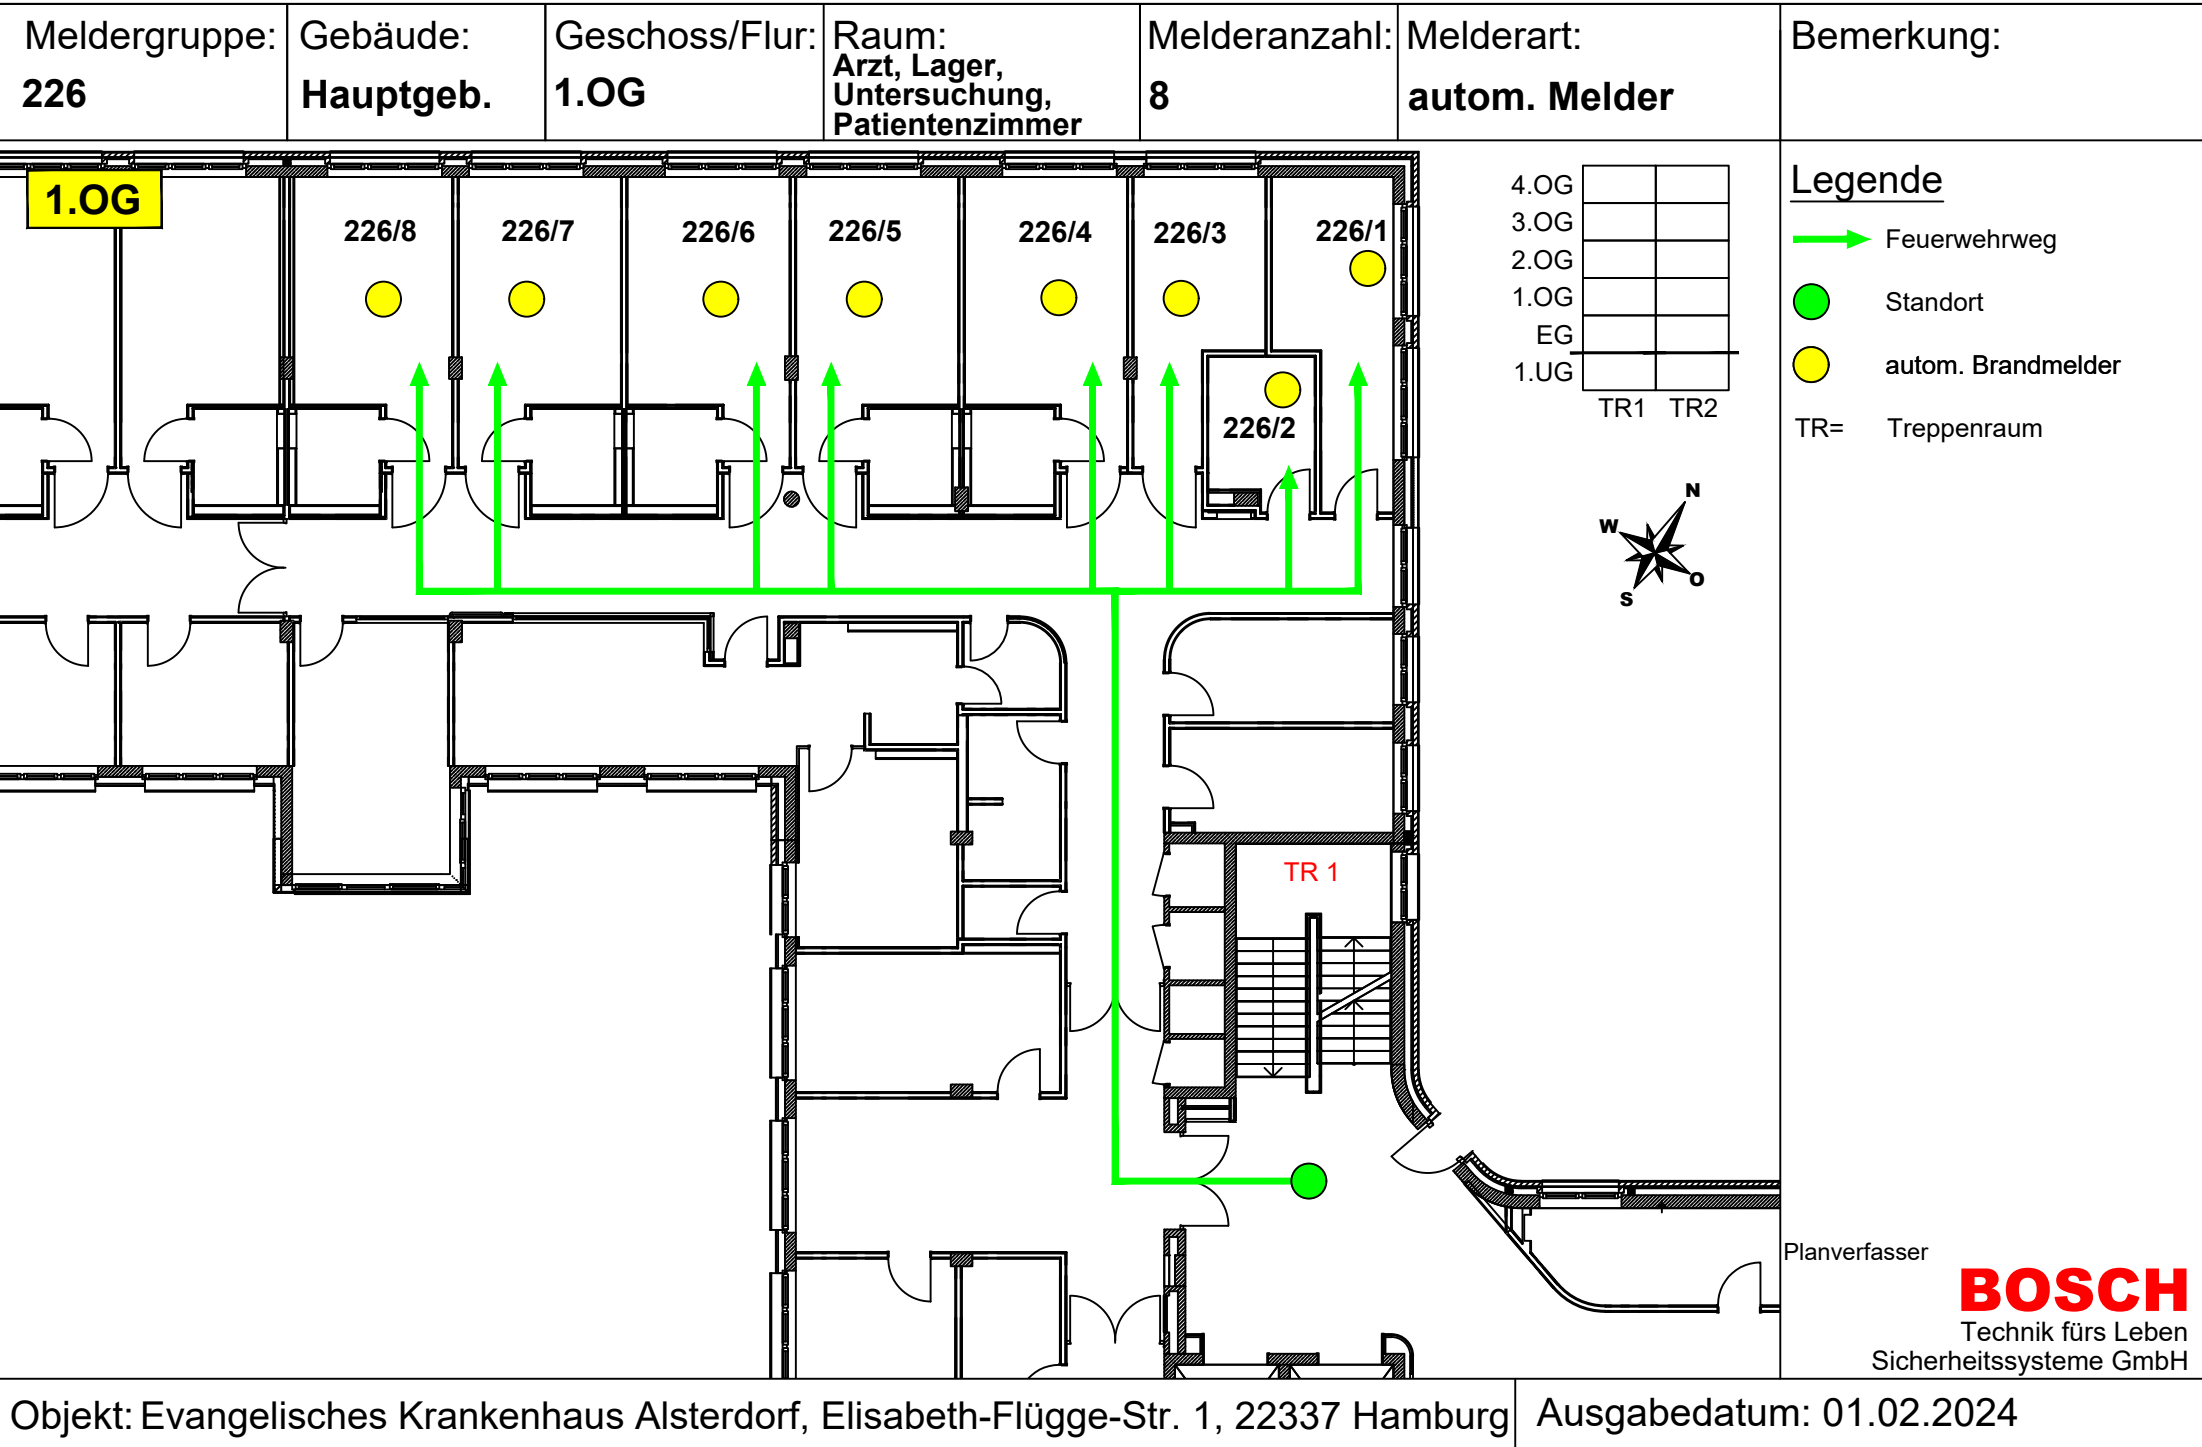 Meldergruppe:
226
Gebäude:
Hauptgeb.
Geschoss/Flur:
1.OG
Raum:
Arzt, Lager,
Untersuchung,
Patientenzimmer
Melderanzahl:
8
Melderart:
autom. Melder
Bemerkung:
1.OG
226/8
226/7
226/6
226/5
226/4
226/3
226/1
226/2
4.OG
3.OG
2.OG
1.OG
EG
1.UG
TR1 TR2
N
W
O
S
Legende
Feuerwehrweg
Standort
autom. Brandmelder
TR= Treppenraum
TR 1
Planverfasser
BOSCH
Technik fürs Leben
Sicherheitssysteme GmbH
Objekt: Evangelisches Krankenhaus Alsterdorf, Elisabeth-Flügge-Str. 1, 22337 Hamburg
Ausgabedatum: 01.02.2024